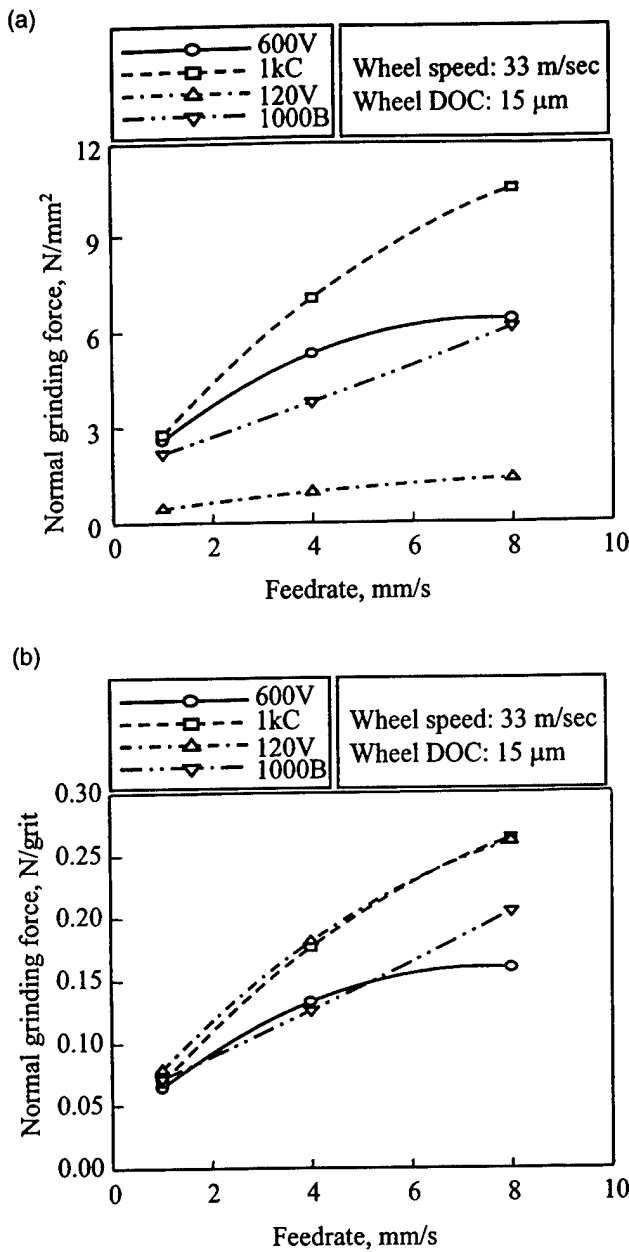 (a)
600V
1kC
120V
1000B
Wheel speed: 33 m/sec
Wheel DOC: 15 µm
Normal grinding force, N/mm²
12
9
6
3
0
0 2 4 6 8 10
Feedrate, mm/s
(b)
600V
1kC
120V
1000B
Wheel speed: 33 m/sec
Wheel DOC: 15 µm
Normal grinding force, N/grit
0.30
0.25
0.20
0.15
0.10
0.05
0.00
0 2 4 6 8 10
Feedrate, mm/s